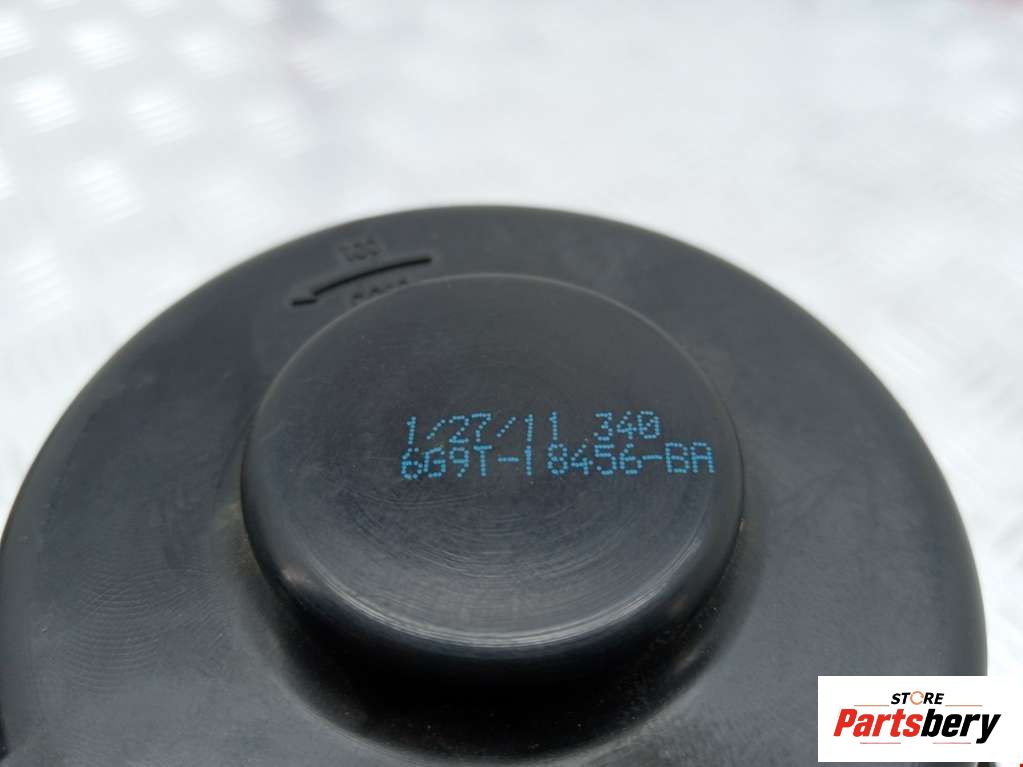 1/27/11 340
6G9T-18456-BA
STORE
Partsbery